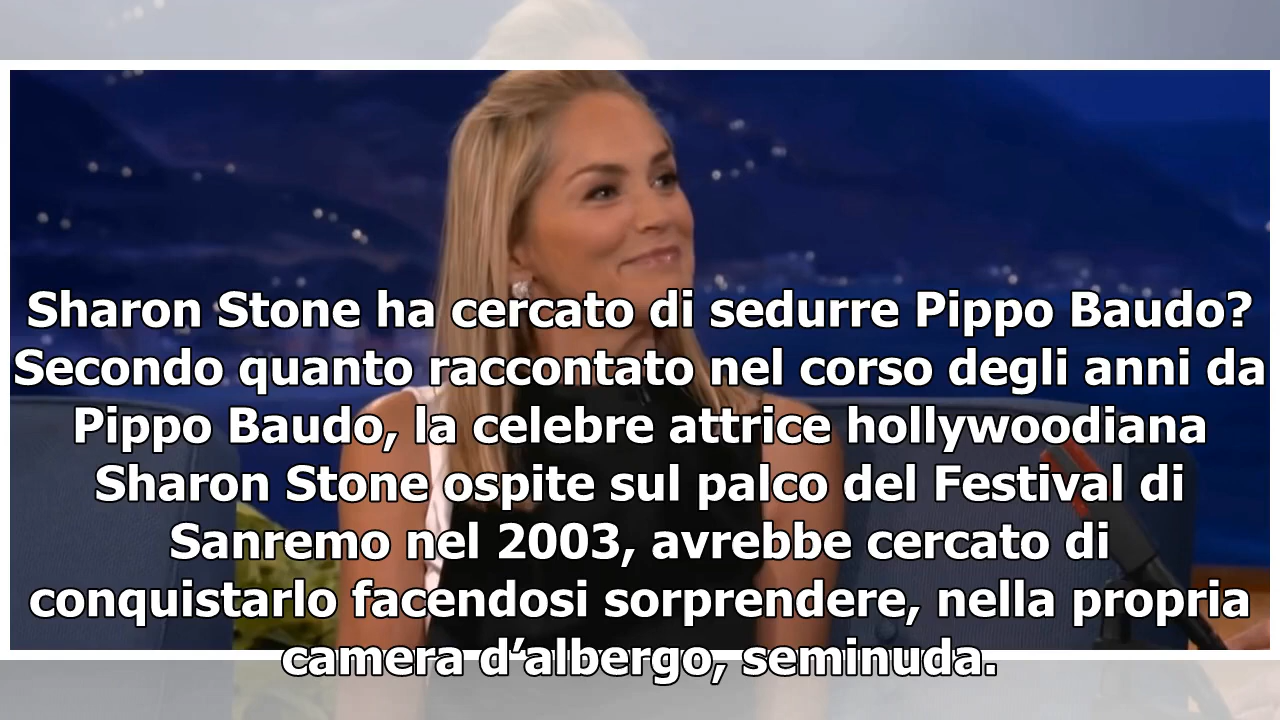 Sharon Stone ha cercato di sedurre Pippo Baudo?
Secondo quanto raccontato nel corso degli anni da
Pippo Baudo, la celebre attrice hollywoodiana
Sharon Stone ospite sul palco del Festival di
Sanremo nel 2003, avrebbe cercato di
conquistarlo facendosi sorprendere, nella propria
camera d’albergo, seminuda.